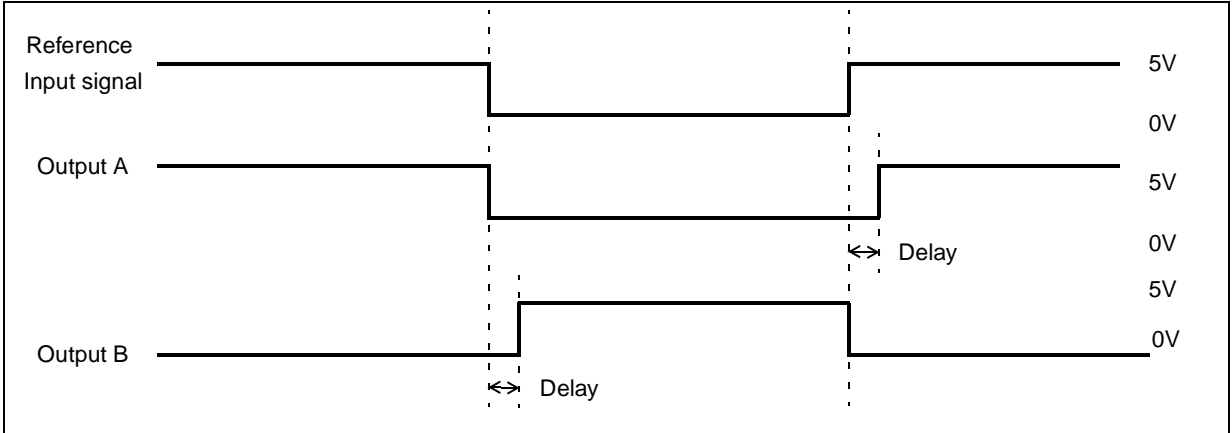 Reference
Input signal
5V
0V
Output A
5V
0V
Delay
5V
0V
Output B
Delay